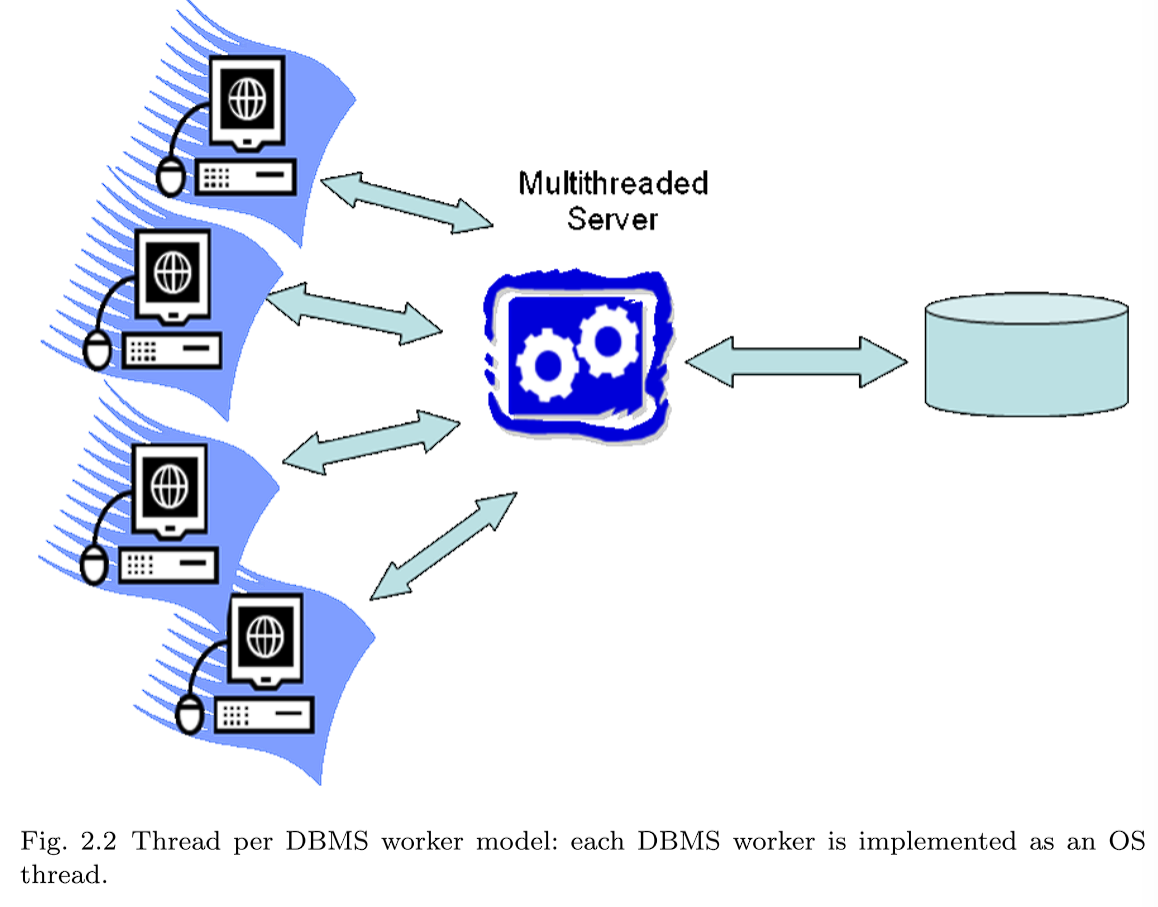 Multithreaded
Server
Fig. 2.2 Thread per DBMS worker model: each DBMS worker is implemented as an OS
thread.